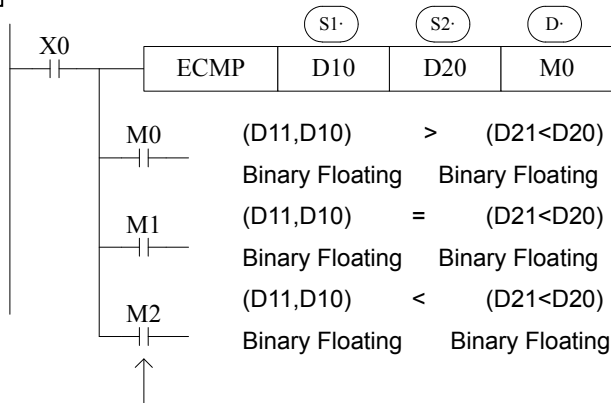 S1· S2· D·
X0
ECMP D10 D20 M0
M0 (D11,D10) > (D21<D20)
Binary Floating Binary Floating
M1 (D11,D10) = (D21<D20)
Binary Floating Binary Floating
M2 (D11,D10) < (D21<D20)
Binary Floating Binary Floating